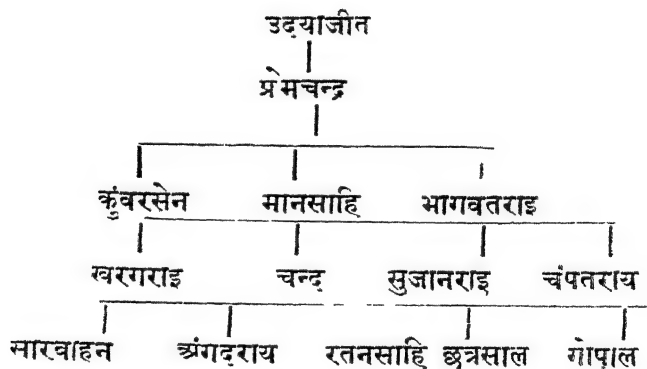 उदयाजीत
प्रेमचन्द्र
कुंवरसेन मानसाहि भागवतराइ
खरगराइ चन्द सुजानराइ चंपतराय
सारवाहन अंगदराय रतनसाहि छत्रसाल गोपाल